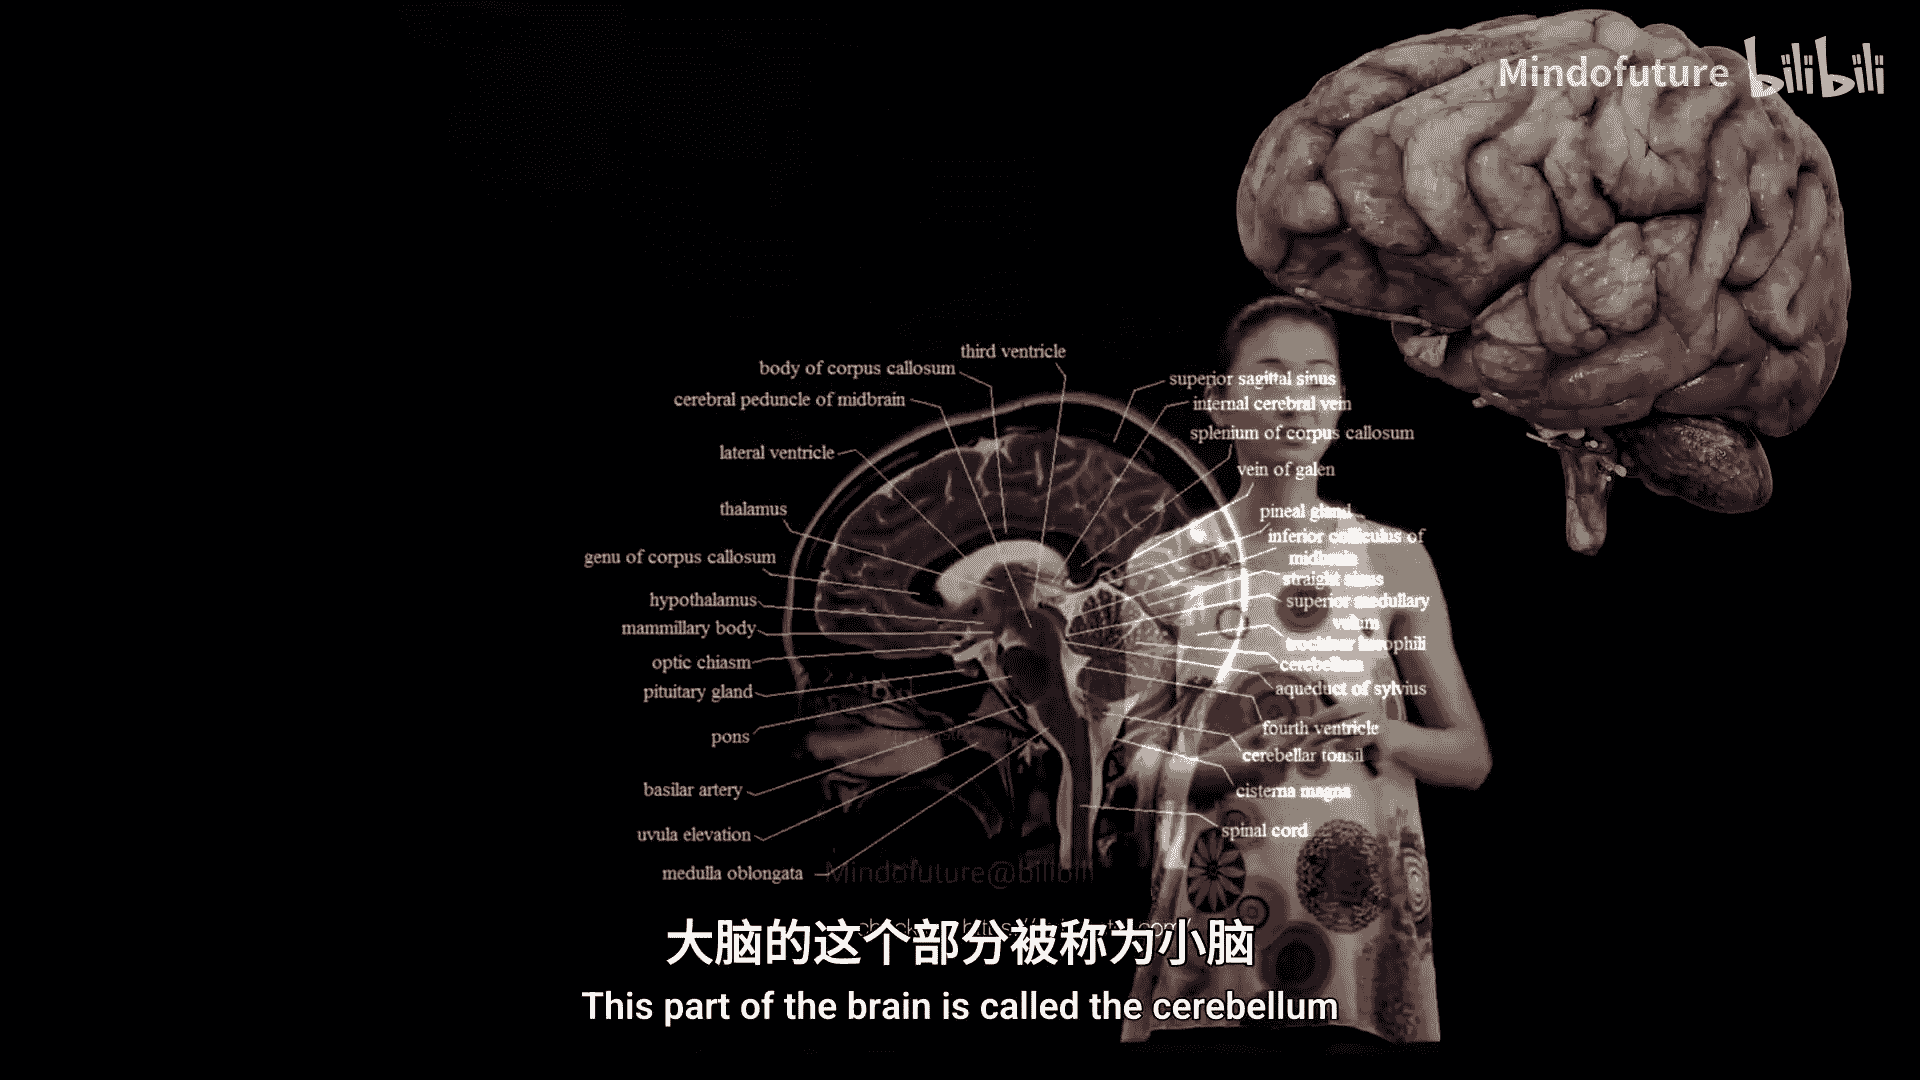 Mindofuture bilibili
third ventricle
body of corpus callosum
cerebral peduncle of midbrain
lateral ventricle
thalamus
genu of corpus callosum
hypothalamus
mammillary body
optic chiasm
pituitary gland
pons
basilar artery
uvula elevation
medulla oblongata
superior sagittal sinus
internal cerebral vein
splenium of corpus callosum
vein of galen
pineal gland
inferior colliculus of
midbrain
straight sinus
superior medullary
velum
cerebellum
aqueduct of sylvius
fourth ventricle
cerebellar tonsil
cisterna magna
spinal cord
Mindofuture@bilibili
大脑的这个部分被称为小脑
This part of the brain is called the cerebellum